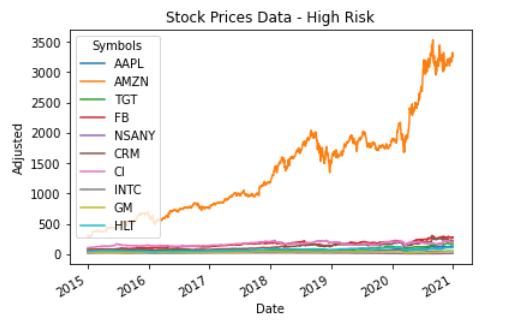 Stock Prices Data - High Risk
Symbols
AAPL
AMZN
TGT
FB
NSANY
CRM
CI
INTC
GM
HLT
Adjusted
3500
3000
2500
2000
1500
1000
500
0
2015
2016
2017
2018
2019
2020
2021
Date